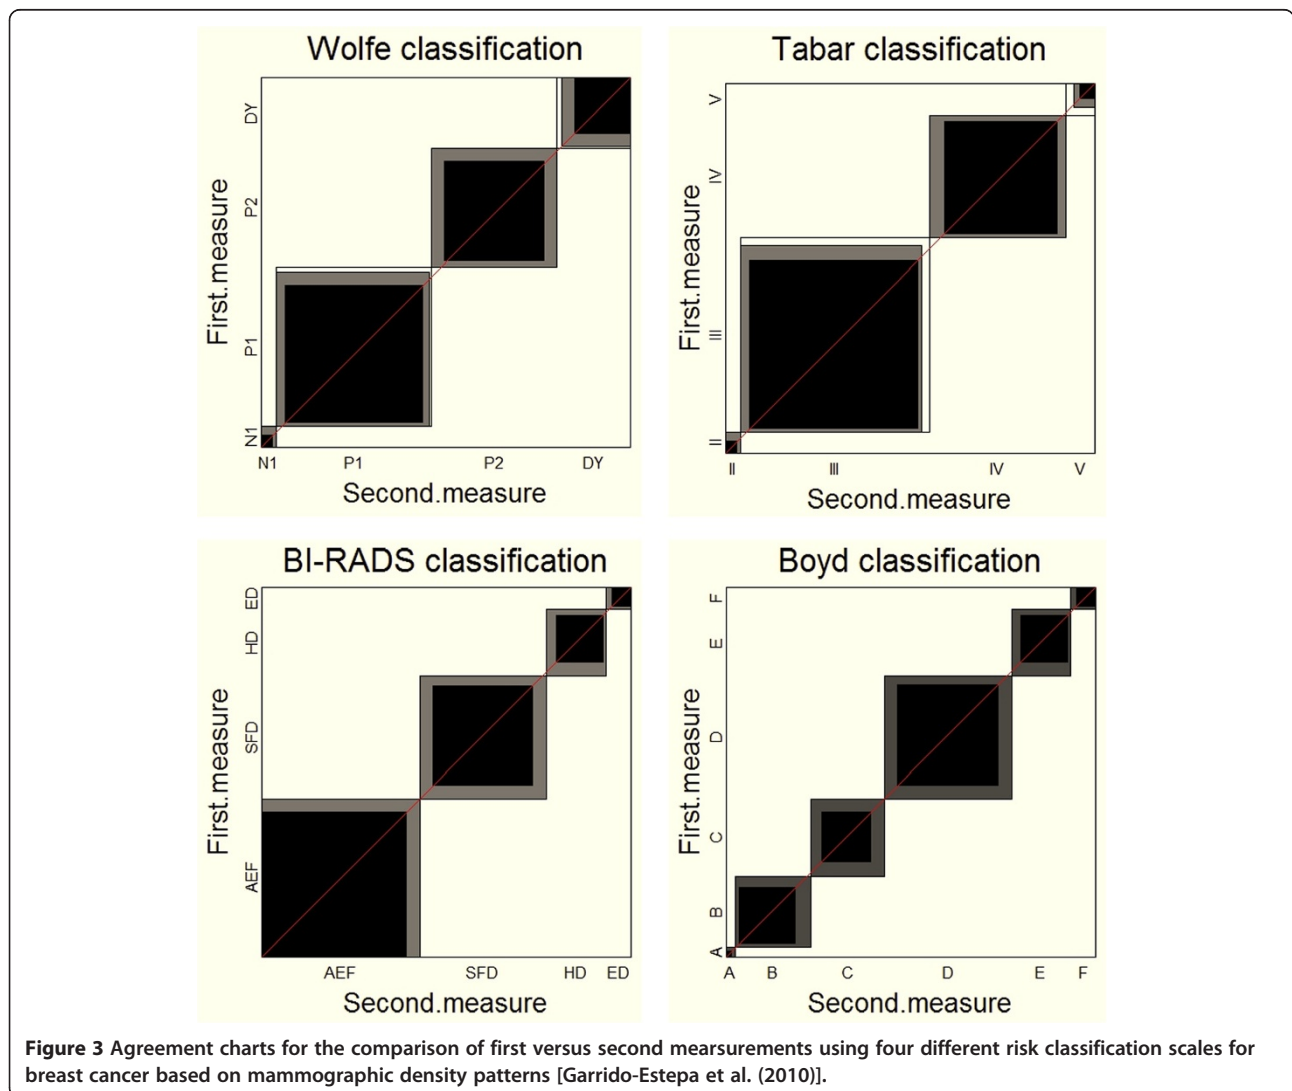 Wolfe classification
First.measure
DY
P2
P1
N1
N1 P1 P2 DY
Second.measure
Tabar classification
First.measure
V
IV
III
II
II III IV V
Second.measure
BI-RADS classification
First.measure
ED
HD
SFD
AEF
AEF SFD HD ED
Second.measure
Boyd classification
First.measure
F
E
D
C
B
A
A B C D E F
Second.measure
Figure 3 Agreement charts for the comparison of first versus second mearsurements using four different risk classification scales for
breast cancer based on mammographic density patterns [Garrido-Estepa et al. (2010)].